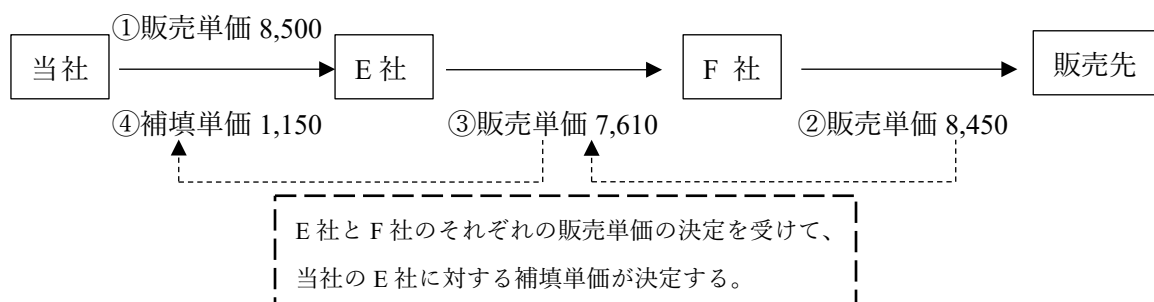 ①販売単価 8,500
当社
E 社
F 社
販売先
④補填単価 1,150
③販売単価 7,610
②販売単価 8,450
E 社と F 社のそれぞれの販売単価の決定を受けて、
当社の E 社に対する補填単価が決定する。